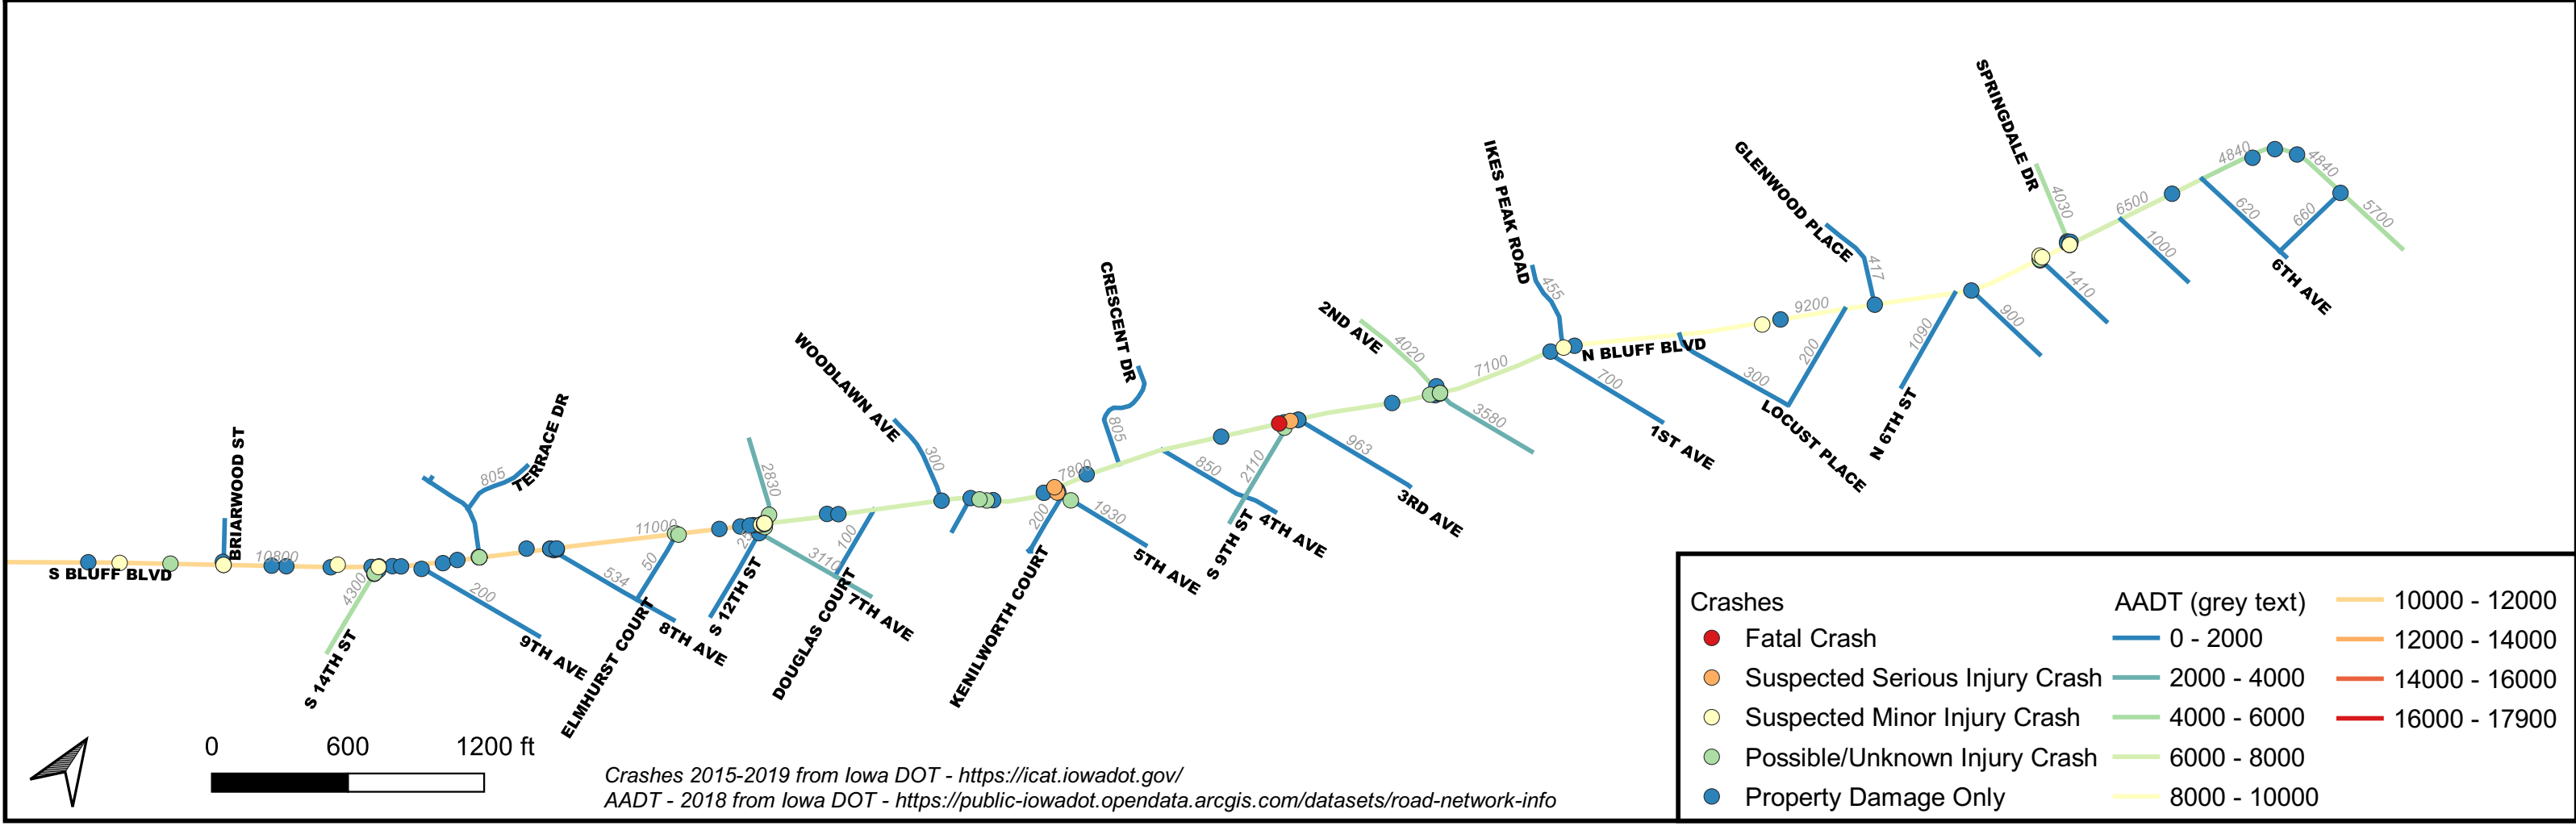 SPRINGDALE DR
4030
4840
4840
5700
6500
620
660
1000
6TH AVE
1410
GLENWOOD PLACE
417
IKES PEAK ROAD
455
9200
900
1090
N 6TH ST
N BLUFF BLVD
200
300
LOCUST PLACE
2ND AVE
4020
7100
700
1ST AVE
3580
CRESCENT DR
805
963
3RD AVE
2110
S 9TH ST
850
4TH AVE
WOODLAWN AVE
300
7800
1930
5TH AVE
200
KENILWORTH COURT
TERRACE DR
805
2830
11000
100
3110
7TH AVE
DOUGLAS COURT
S 12TH ST
50
534
8TH AVE
ELMHURST COURT
BRIARWOOD ST
10800
S BLUFF BLVD
4300
S 14TH ST
200
9TH AVE
0 600 1200 ft
Crashes 2015-2019 from Iowa DOT - https://icat.iowadot.gov/
AADT - 2018 from Iowa DOT - https://public-iowadot.opendata.arcgis.com/datasets/road-network-info
Crashes
Fatal Crash
Suspected Serious Injury Crash
Suspected Minor Injury Crash
Possible/Unknown Injury Crash
Property Damage Only
AADT (grey text)
0 - 2000
2000 - 4000
4000 - 6000
6000 - 8000
8000 - 10000
10000 - 12000
12000 - 14000
14000 - 16000
16000 - 17900